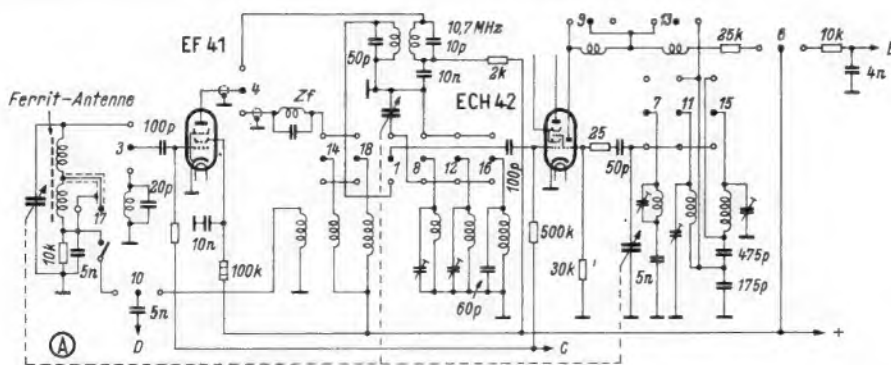 EF 41
10,7 MHz
50p
10p
10n
2k
9
13
25k
6
10k
4n
Ferrit-Antenne
100p
4
Zf
ECH 42
3
20p
17
10k
5n
10
5n
D
10n
100k
14
18
1
8
12
16
100p
500k
60p
25
50p
30k
7
11
15
5n
475p
175p
+
A
C